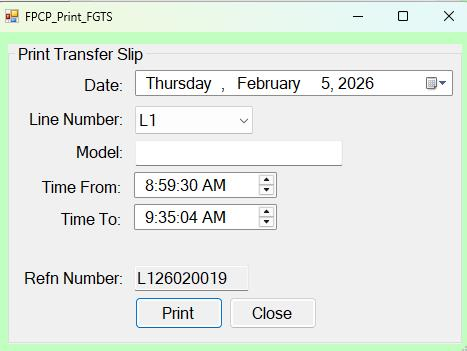 FPCP_Print_FGTS
Print Transfer Slip
Date: Thursday , February 5, 2026
Line Number: L1
Model:
Time From: 8:59:30 AM
Time To: 9:35:04 AM
Refn Number: L126020019
Print Close